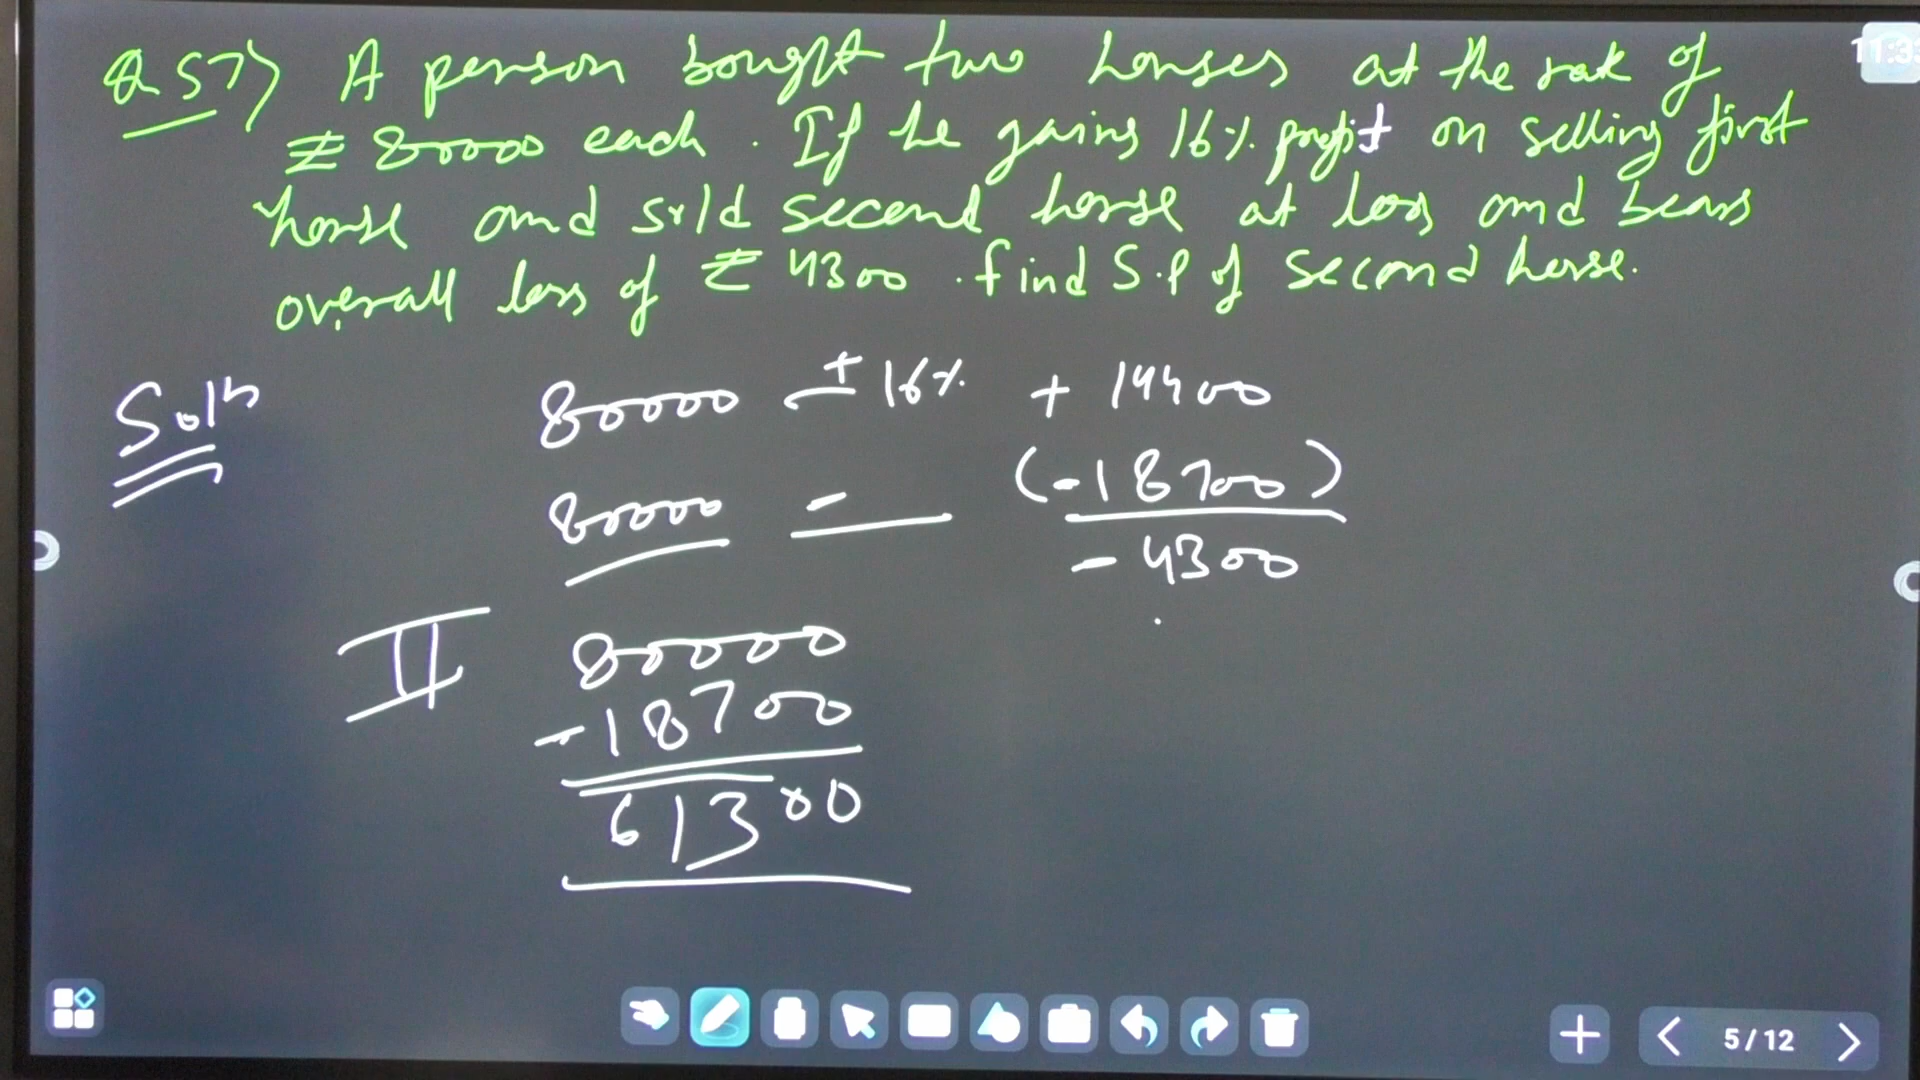 Q57) A person bought two horses at the rate of
₹ 80000 each. If he gains 16% profit on selling first
horse and sold second horse at loss and bears
overall loss of ₹ 4300. find S.P of second horse.
Soln 80000 + 16% + 14400
80000 - (-18700)
- 4300
II 80000
-18700
61300
5/12